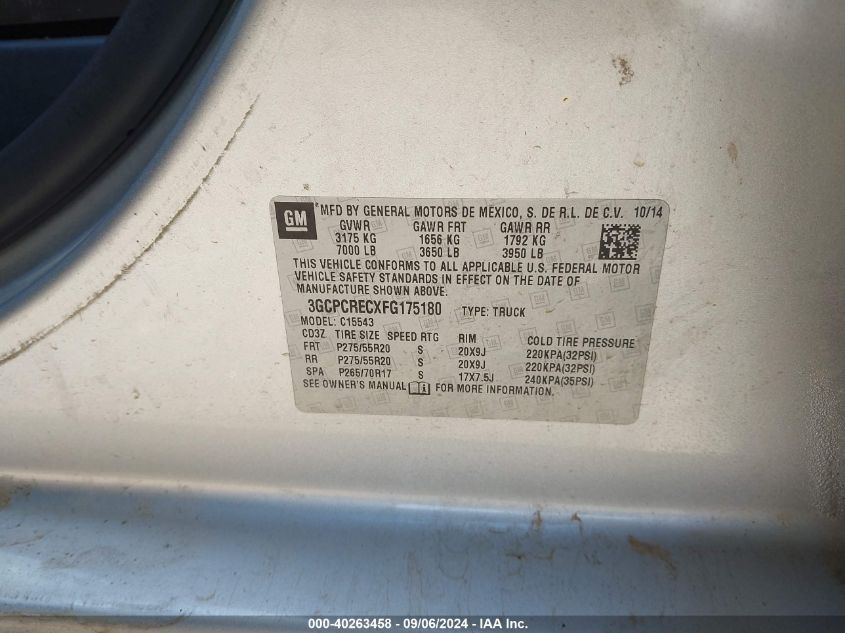 GM
*MFD BY GENERAL MOTORS DE MEXICO, S. DE R.L. DE C.V. 10/14
GVWR GAWR FRT GAWR RR
3175 KG 1656 KG 1792 KG
7000 LB 3650 LB 3950 LB
THIS VEHICLE CONFORMS TO ALL APPLICABLE U.S. FEDERAL MOTOR
VEHICLE SAFETY STANDARDS IN EFFECT ON THE DATE OF
MANUFACTURE SHOWN ABOVE.
3GCPCRECXFG175180 TYPE: TRUCK
MODEL: C15543
CD3Z TIRE SIZE SPEED RTG RIM COLD TIRE PRESSURE
FRT P275/55R20 S 20X9J 220KPA(32PSI)
RR P275/55R20 S 20X9J 220KPA(32PSI)
SPA P265/70R17 S 17X7.5J 240KPA(35PSI)
SEE OWNER'S MANUAL i FOR MORE INFORMATION.
000-40263458 - 09/06/2024 - IAA Inc.